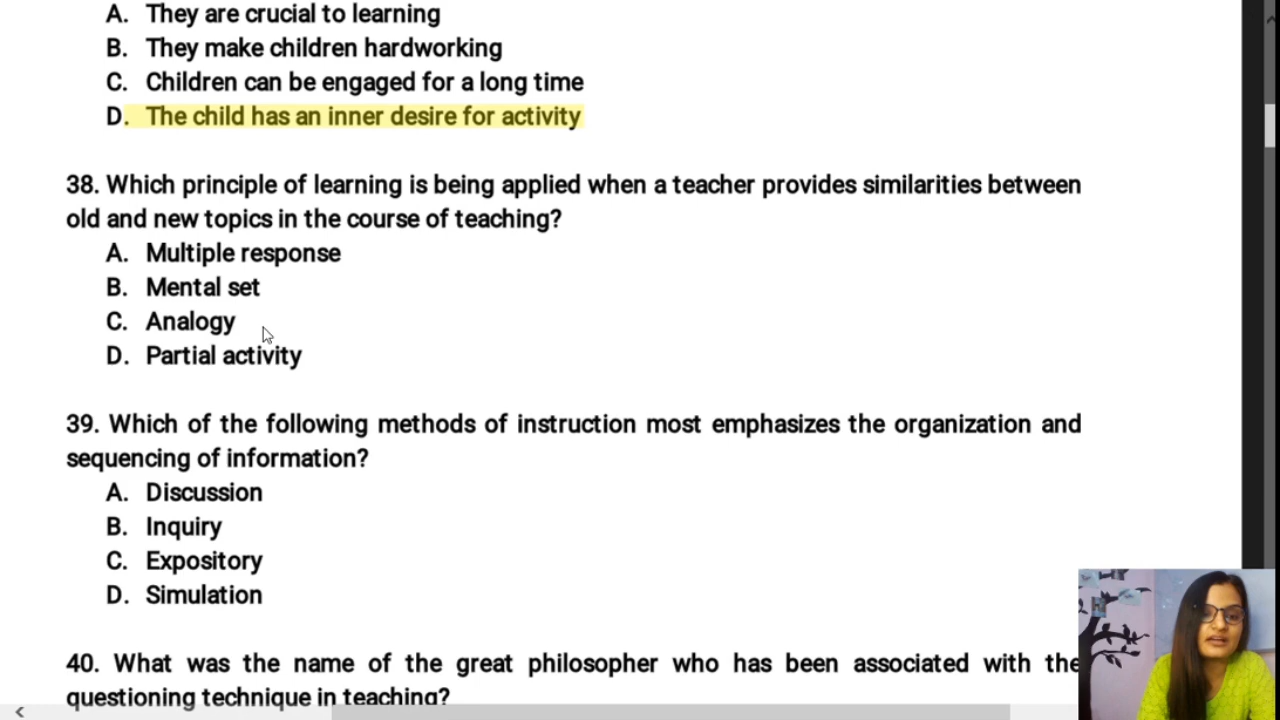 A. They are crucial to learning
B. They make children hardworking
C. Children can be engaged for a long time
D. The child has an inner desire for activity
38. Which principle of learning is being applied when a teacher provides similarities between
old and new topics in the course of teaching?
A. Multiple response
B. Mental set
C. Analogy
D. Partial activity
39. Which of the following methods of instruction most emphasizes the organization and
sequencing of information?
A. Discussion
B. Inquiry
C. Expository
D. Simulation
40. What was the name of the great philosopher who has been associated with the
questioning technique in teaching?